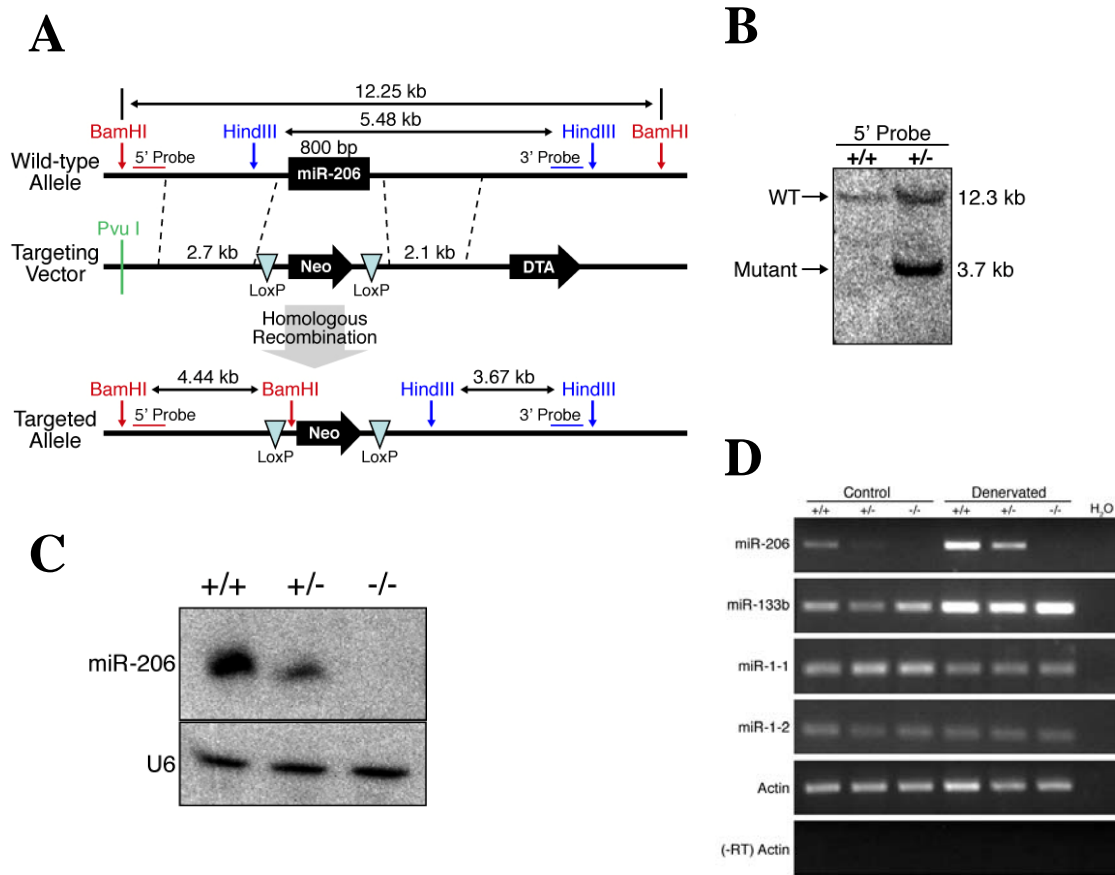 A
12.25 kb
BamHI HindIII 5.48 kb HindIII BamHI
5' Probe 800 bp 3' Probe
Wild-type Allele miR-206
Pvu I
Targeting Vector 2.7 kb Neo 2.1 kb DTA
LoxP LoxP
Homologous
Recombination
BamHI 4.44 kb BamHI HindIII 3.67 kb HindIII
5' Probe 3' Probe
Targeted Allele Neo
LoxP LoxP
B
5' Probe
+/+ +/-
WT 12.3 kb
Mutant 3.7 kb
C
+/+ +/- -/-
miR-206
U6
D
Control Denervated
+/+ +/- -/- +/+ +/- -/- H2O
miR-206
miR-133b
miR-1-1
miR-1-2
Actin
(-RT) Actin